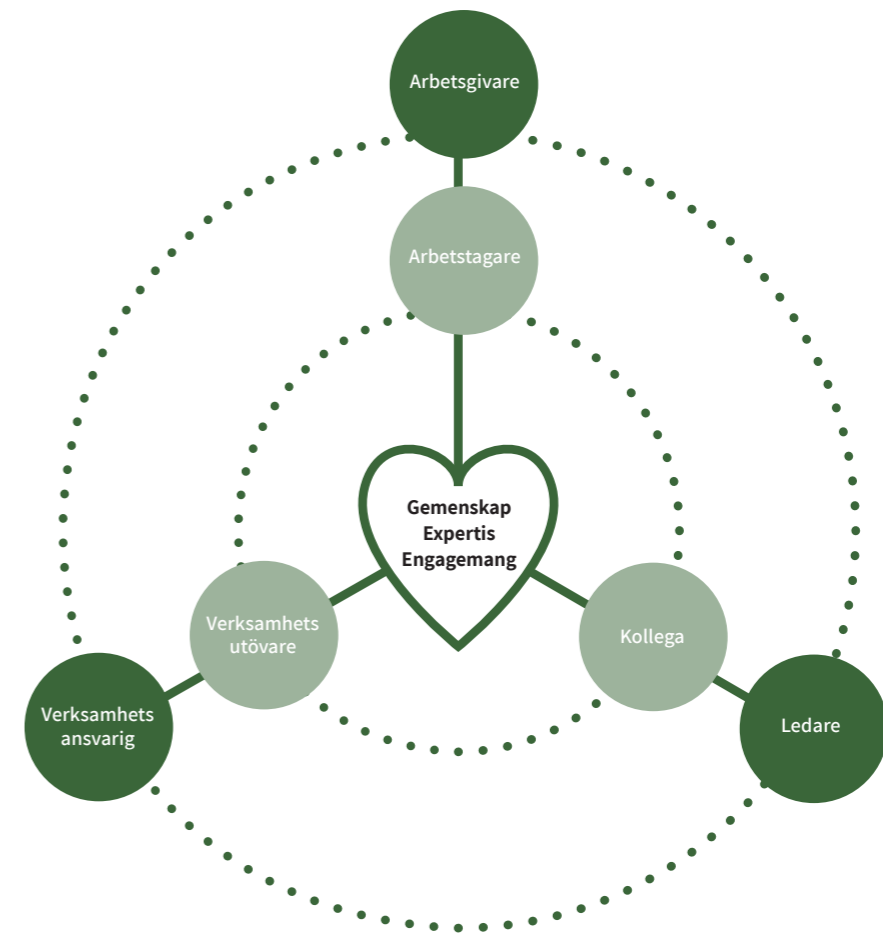 Arbetsgivare
Arbetstagare
Gemenskap
Expertis
Engagemang
Verksamhets
utövare
Kollega
Verksamhets
ansvarig
Ledare